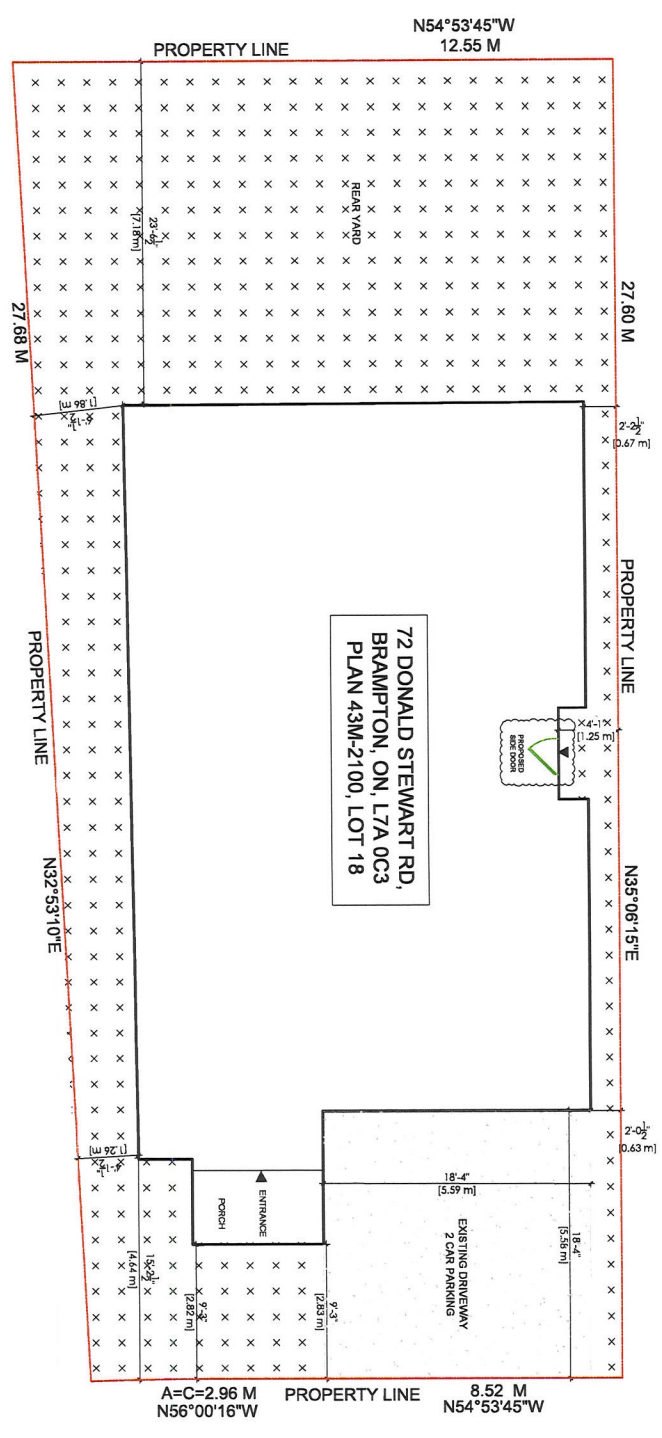 N54°53'45"W
12.55 M
PROPERTY LINE
REAR YARD
23'-6½"
[7.18 m]
27.68 M
27.60 M
6'-1½"
[1.86 m]
2'-2½"
[0.67 m]
PROPERTY LINE
4'-1"
[1.25 m]
PROPOSED
SIDE DOOR
72 DONALD STEWART RD,
BRAMPTON, ON, L7A 0C3
PLAN 43M-2100, LOT 18
PROPERTY LINE
N32°53'10"E
N35°06'15"E
4'-1½"
[1.26 m]
2'-0½"
[0.63 m]
18'-4"
[5.59 m]
18'-4"
[5.58 m]
ENTRANCE
PORCH
EXISTING DRIVEWAY
2 CAR PARKING
15'-2½"
[4.64 m]
9'-3"
[2.82 m]
9'-3"
[2.83 m]
A=C=2.96 M
N56°00'16"W
PROPERTY LINE
8.52 M
N54°53'45"W